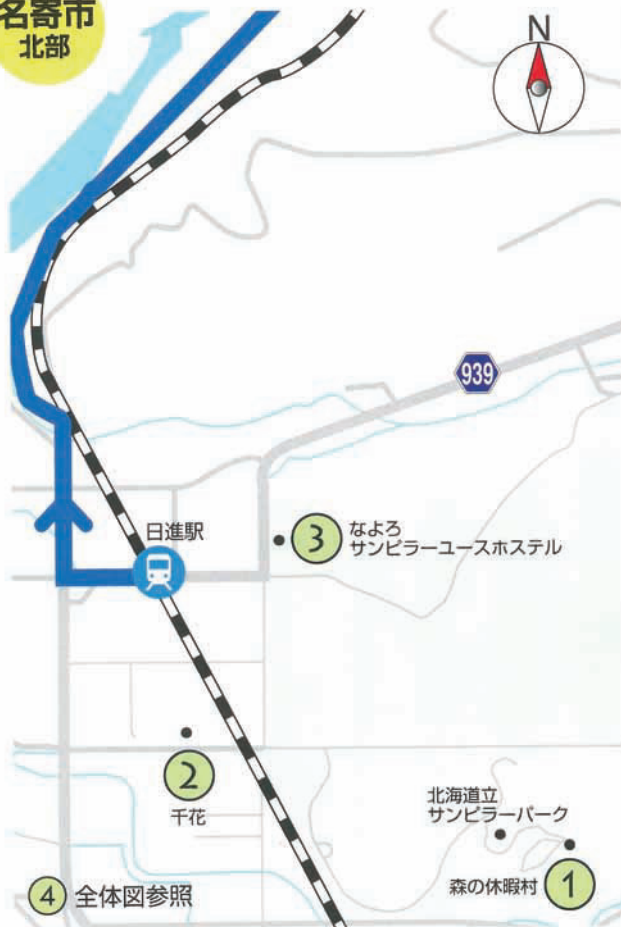 名寄市
北部
N
939
日進駅
3
なよろ
サンピラーユースホステル
2
千花
北海道立
サンピラーパーク
森の休暇村
1
4 全体図参照